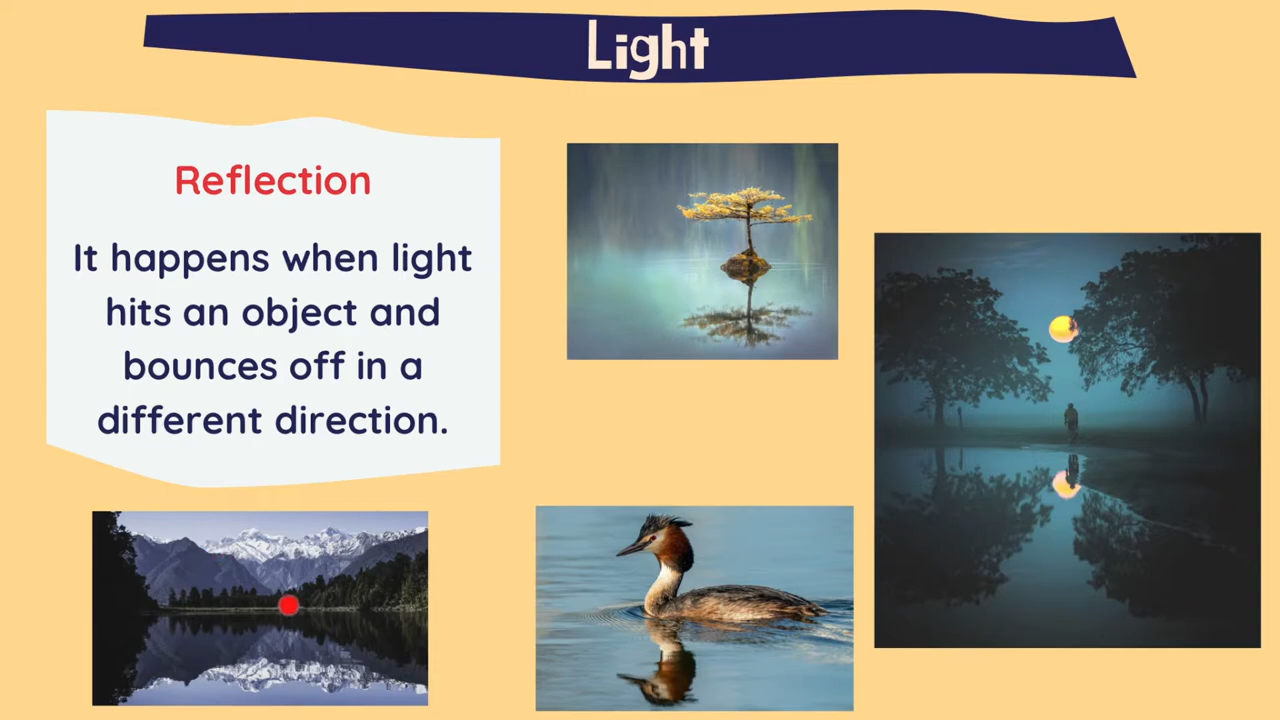 Light
Reflection
It happens when light
hits an object and
bounces off in a
different direction.